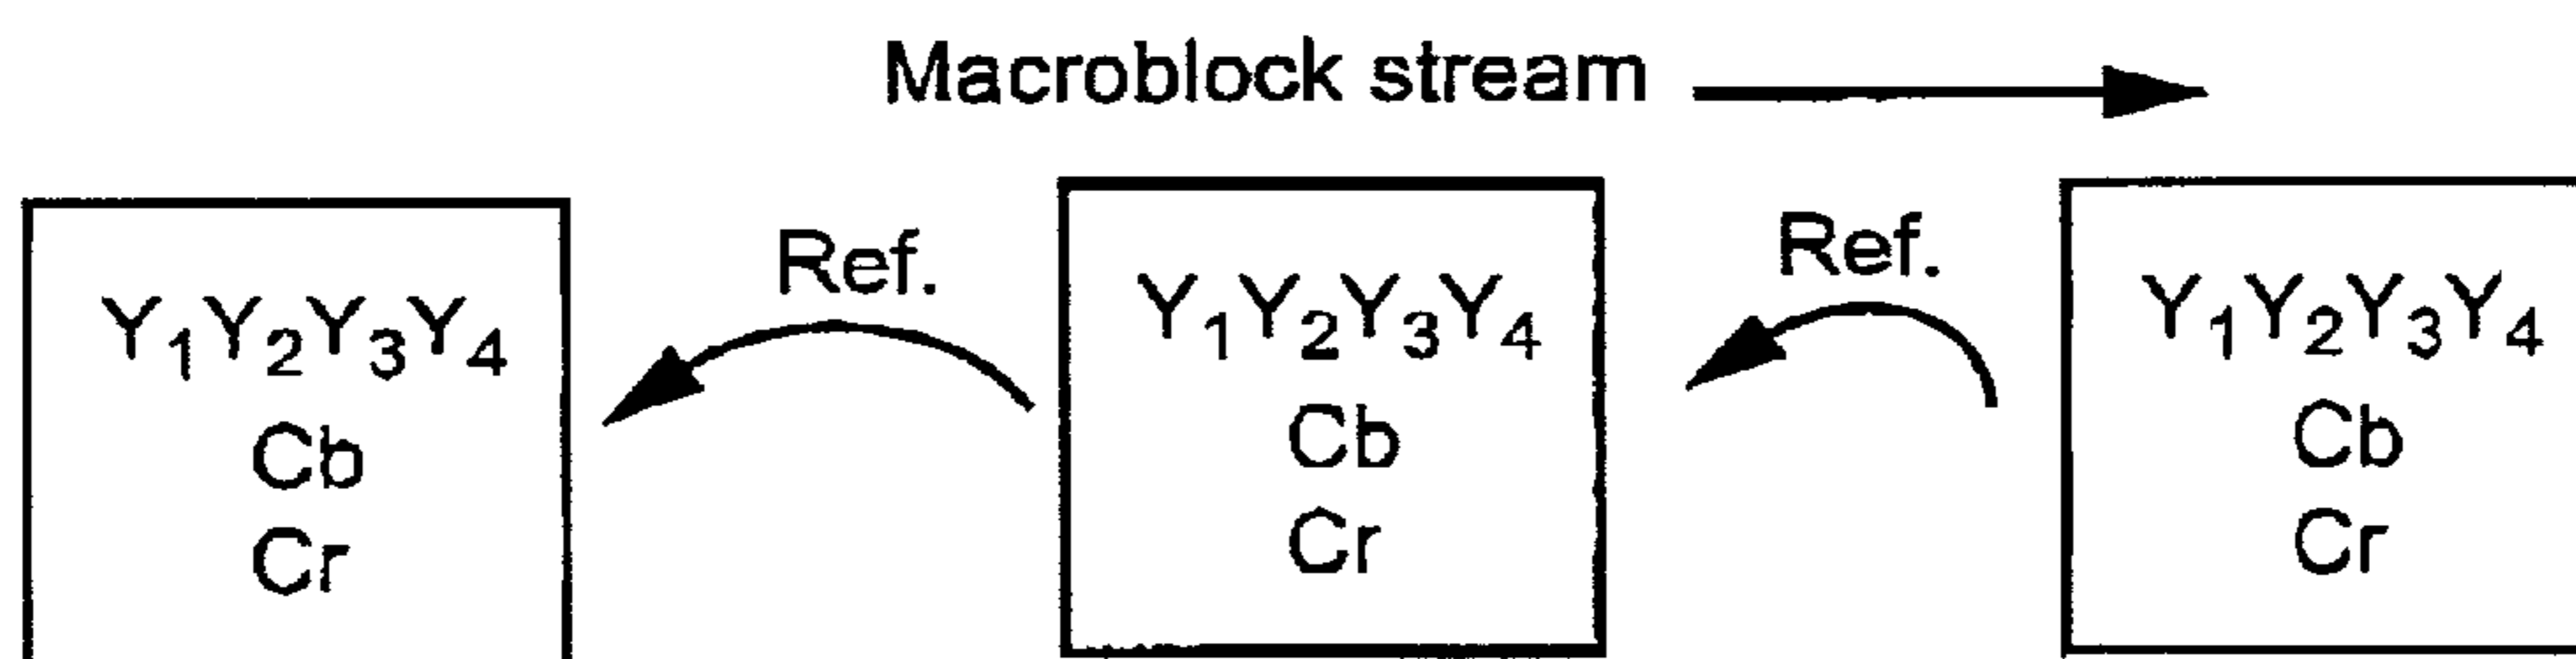 Macroblock stream
Ref.
Ref.
Y₁Y₂Y₃Y₄
Cb
Cr
Y₁Y₂Y₃Y₄
Cb
Cr
Y₁Y₂Y₃Y₄
Cb
Cr